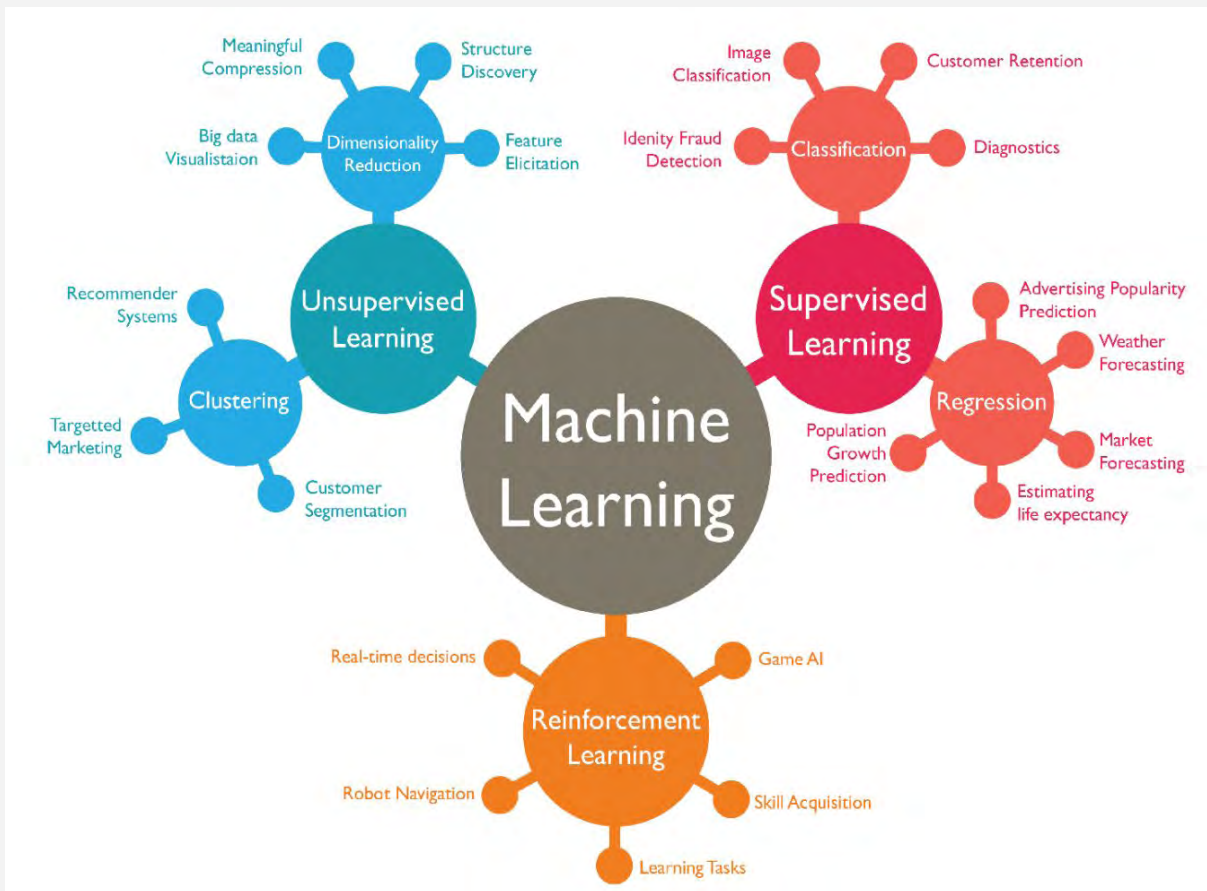 Meaningful
Compression
Structure
Discovery
Big data
Visualistaion
Dimensionality
Reduction
Feature
Elicitation
Image
Classification
Customer Retention
Idenity Fraud
Detection
Classification
Diagnostics
Recommender
Systems
Unsupervised
Learning
Clustering
Targetted
Marketing
Customer
Segmentation
Supervised
Learning
Advertising Popularity
Prediction
Weather
Forecasting
Regression
Population
Growth
Prediction
Market
Forecasting
Estimating
life expectancy
Machine
Learning
Real-time decisions
Game AI
Reinforcement
Learning
Robot Navigation
Skill Acquisition
Learning Tasks